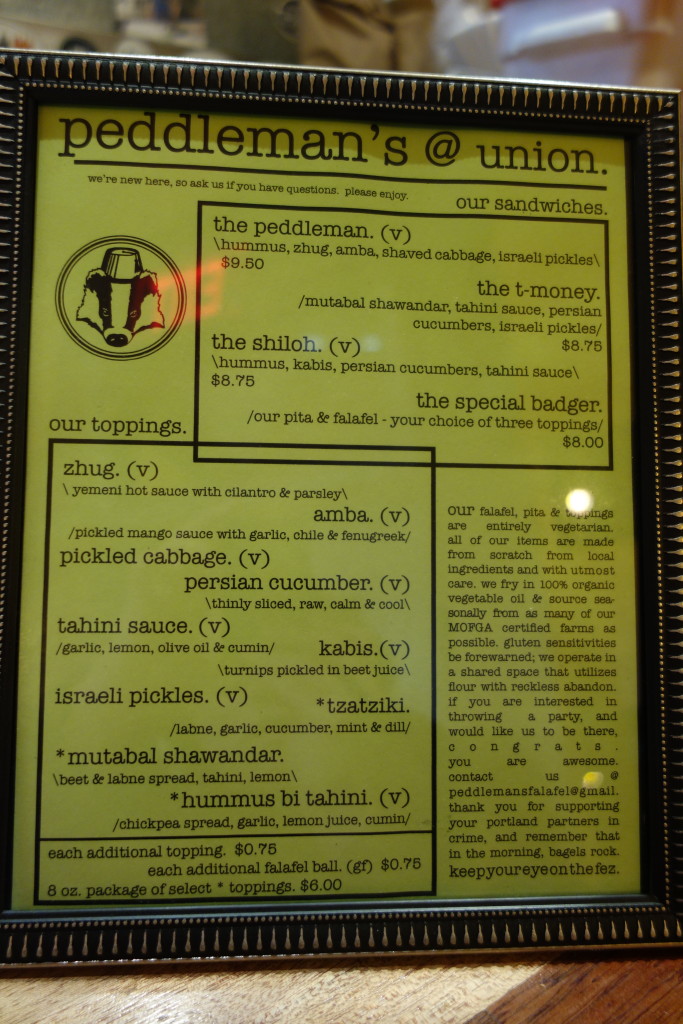 peddleman's @ union.
we're new here, so ask us if you have questions. please enjoy.
our sandwiches.
the peddleman. (v)
\hummus, zhug, amba, shaved cabbage, israeli pickles\
$9.50
the t-money.
/mutabal shawandar, tahini sauce, persian
cucumbers, israeli pickles/
$8.75
the shiloh. (v)
\hummus, kabis, persian cucumbers, tahini sauce\
$8.75
the special badger.
/our pita & falafel - your choice of three toppings/
$8.00
our toppings.
zhug. (v)
\ yemeni hot sauce with cilantro & parsley\
amba. (v)
/pickled mango sauce with garlic, chile & fenugreek/
pickled cabbage. (v)
persian cucumber. (v)
\thinly sliced, raw, calm & cool\
tahini sauce. (v)
/garlic, lemon, olive oil & cumin/
kabis.(v)
\turnips pickled in beet juice\
israeli pickles. (v)
*tzatziki.
/labne, garlic, cucumber, mint & dill/
*mutabal shawandar.
\beet & labne spread, tahini, lemon\
*hummus bi tahini. (v)
/chickpea spread, garlic, lemon juice, cumin/
each additional topping. $0.75
each additional falafel ball. (gf) $0.75
8 oz. package of select * toppings. $6.00
our falafel, pita & toppings
are entirely vegetarian.
all of our items are made
from scratch from local
ingredients and with utmost
care. we fry in 100% organic
vegetable oil & source sea-
sonally from as many of our
MOFGA certified farms as
possible. gluten sensitivities
be forewarned; we operate in
a shared space that utilizes
flour with reckless abandon.
if you are interested in
throwing a party, and
would like us to be there,
congrats.
you are awesome.
contact us @
peddlemansfalafel@gmail.
thank you for supporting
your portland partners in
crime, and remember that
in the morning, bagels rock.
keepyoureyeonthefez.